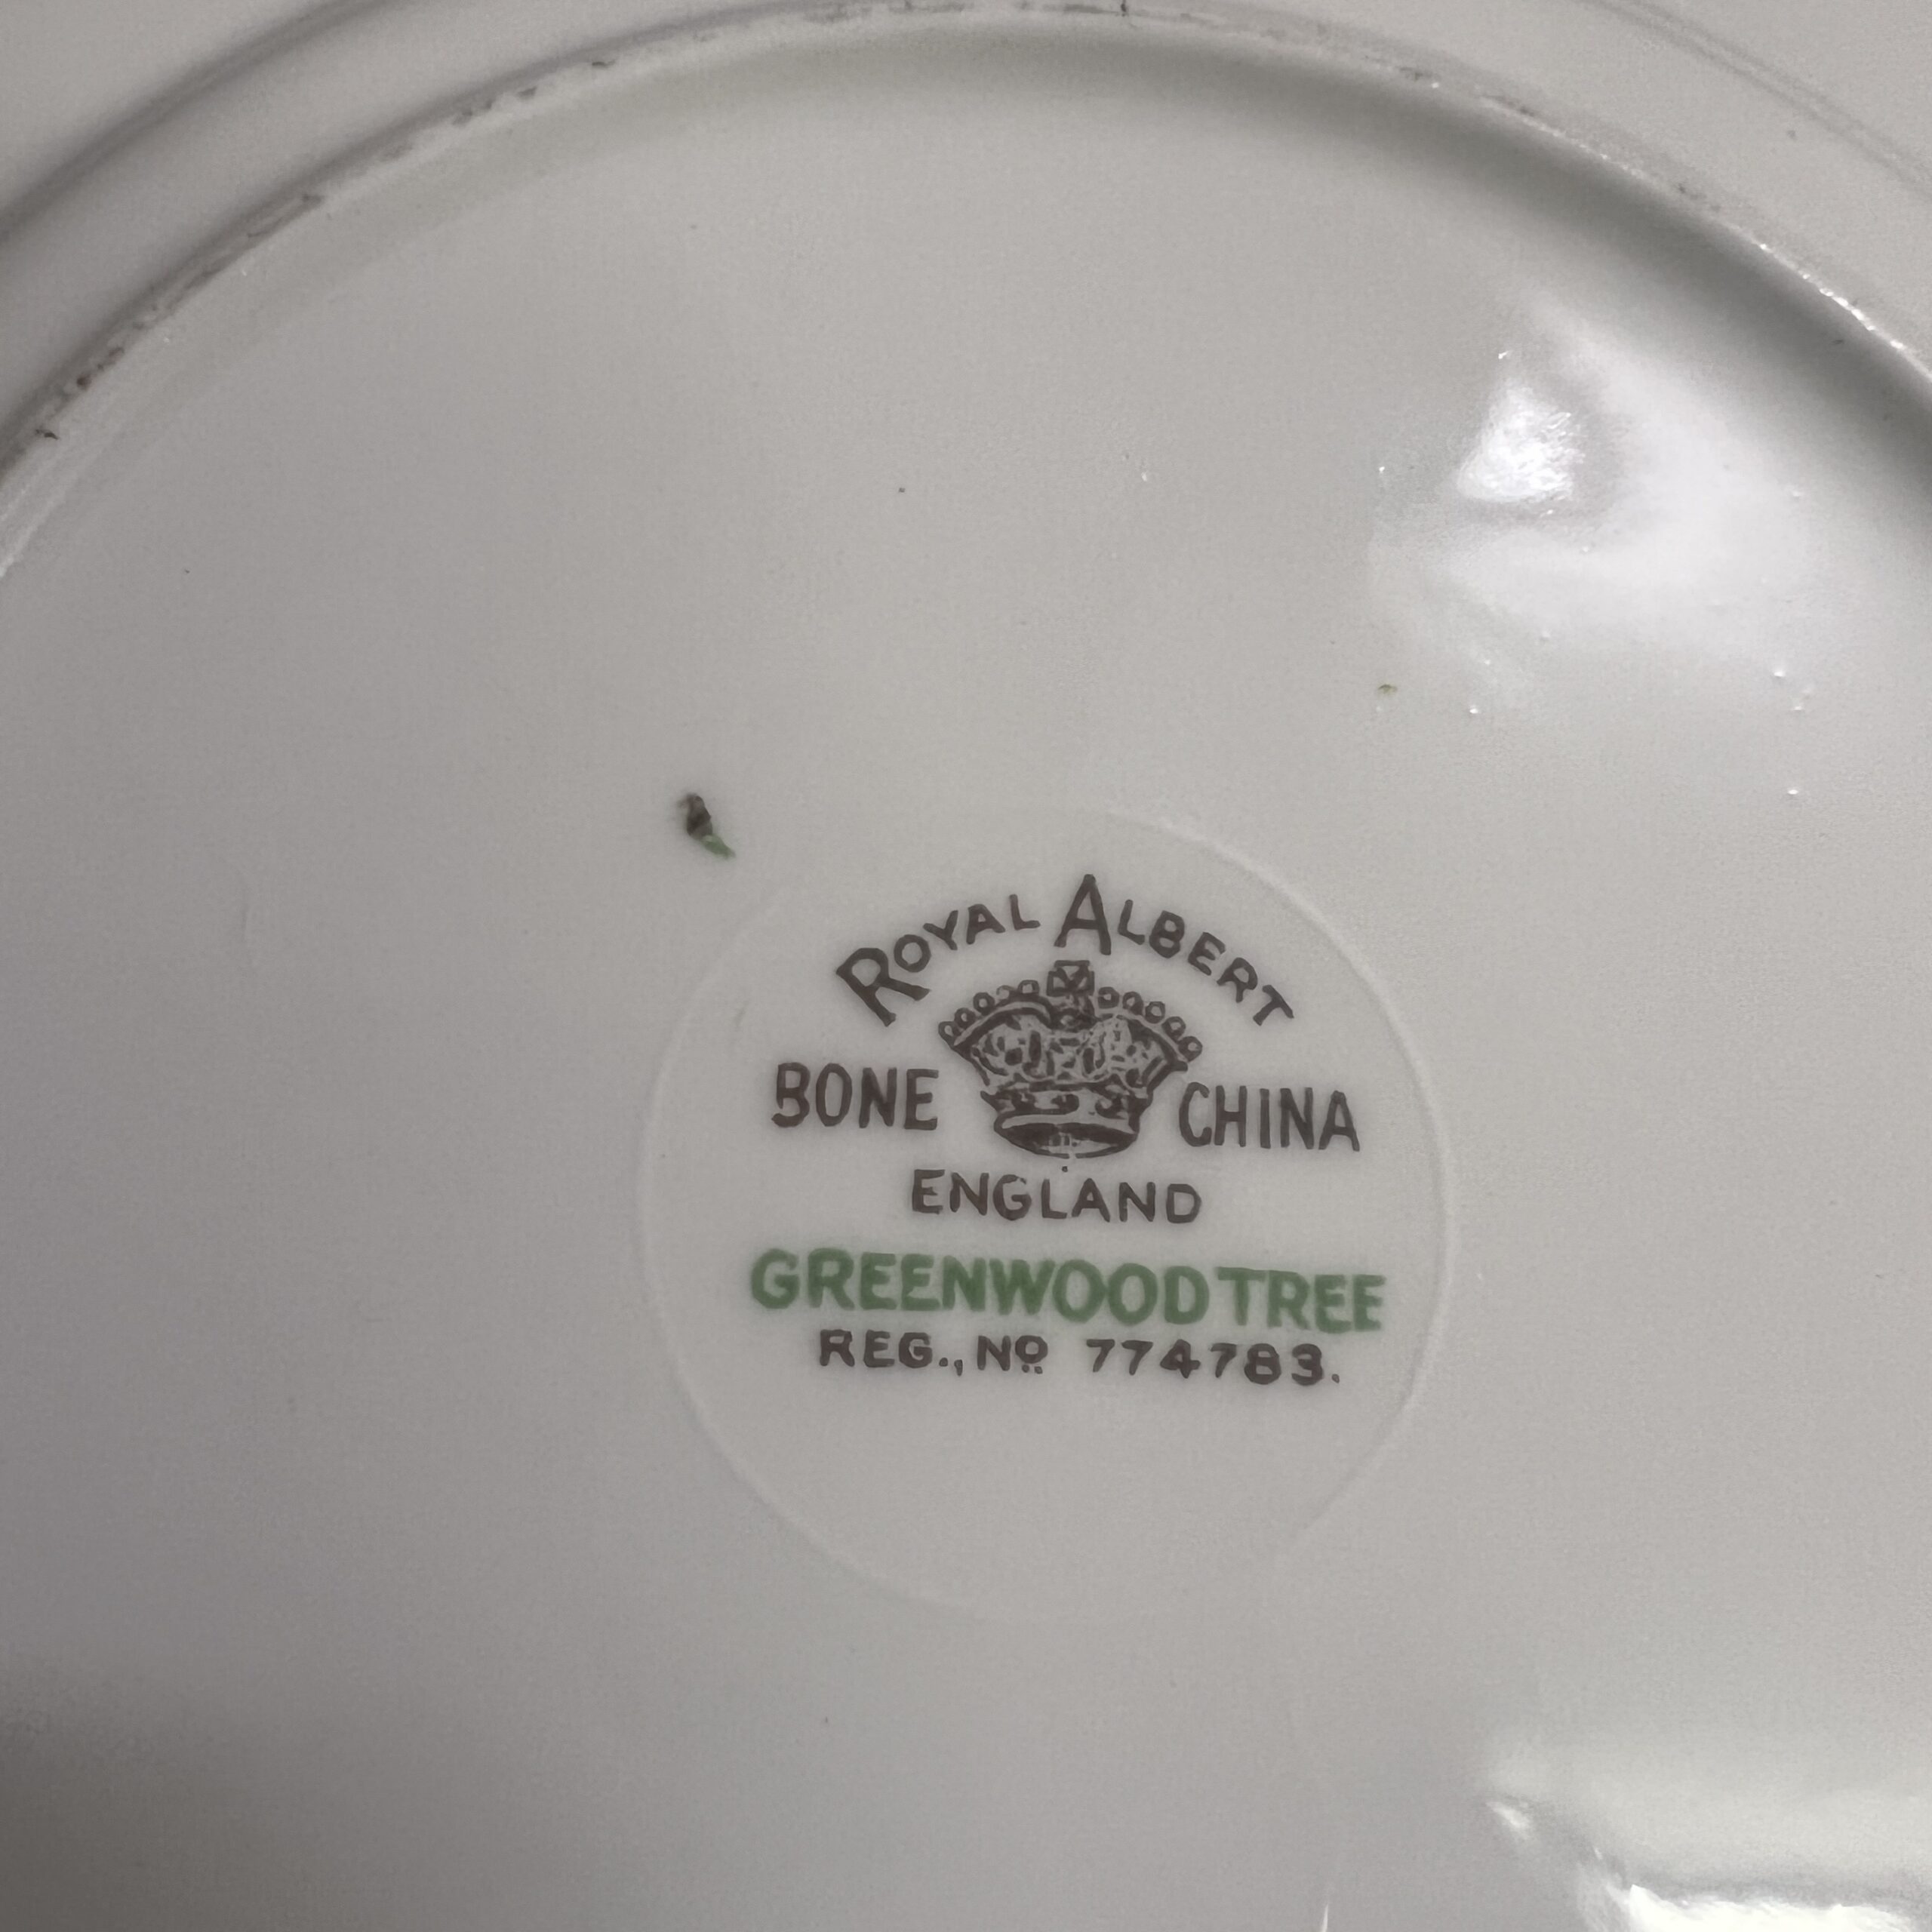 ROYAL ALBERT
BONE CHINA
ENGLAND
GREENWOOD TREE
REG., Nº 774783.